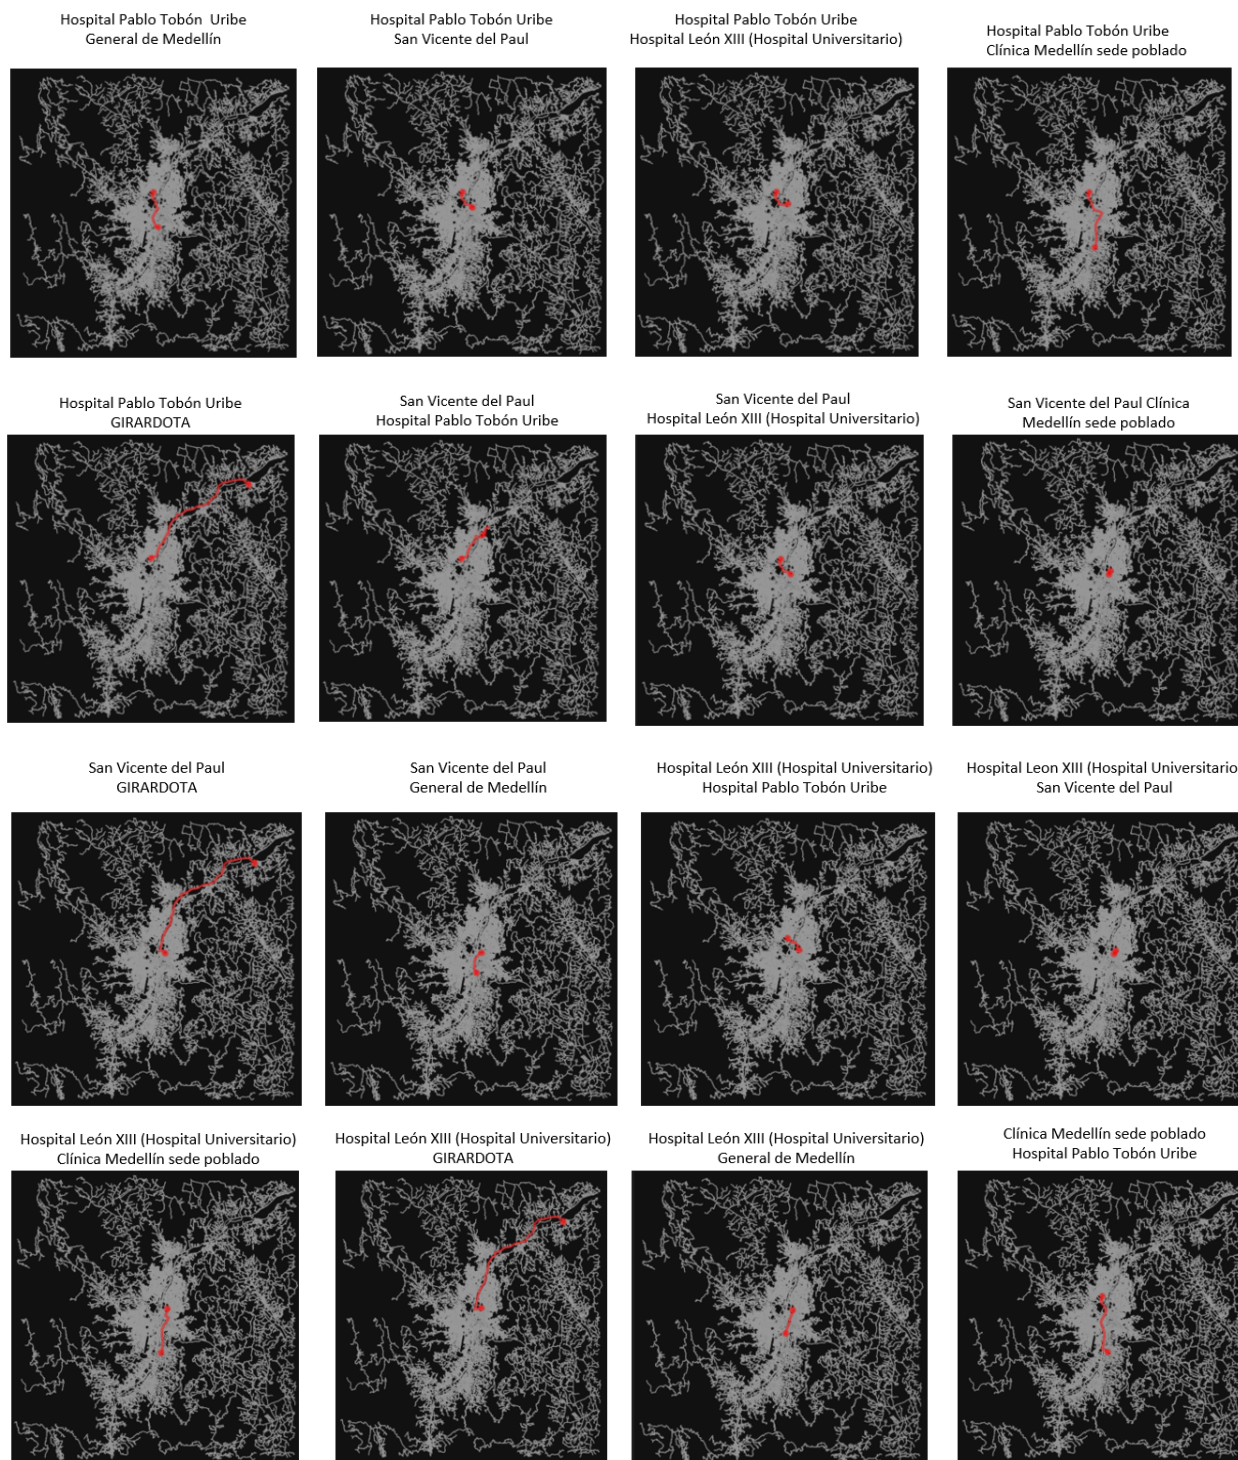 Hospital Pablo Tobón  Uribe
General de Medellín
Hospital Pablo Tobón Uribe
San Vicente del Paul
Hospital Pablo Tobón Uribe
Hospital León XIII (Hospital Universitario)
Hospital Pablo Tobón Uribe
Clínica Medellín sede poblado
Hospital Pablo Tobón Uribe
GIRARDOTA
San Vicente del Paul
Hospital Pablo Tobón Uribe
San Vicente del Paul
Hospital León XIII (Hospital Universitario)
San Vicente del Paul Clínica
Medellín sede poblado
San Vicente del Paul
GIRARDOTA
San Vicente del Paul
General de Medellín
Hospital León XIII (Hospital Universitario)
Hospital Pablo Tobón Uribe
Hospital Leon XIII (Hospital Universitario
San Vicente del Paul
Hospital León XIII (Hospital Universitario)
Clínica Medellín sede poblado
Hospital León XIII (Hospital Universitario)
GIRARDOTA
Hospital León XIII (Hospital Universitario)
General de Medellín
Clínica Medellín sede poblado
Hospital Pablo Tobón Uribe